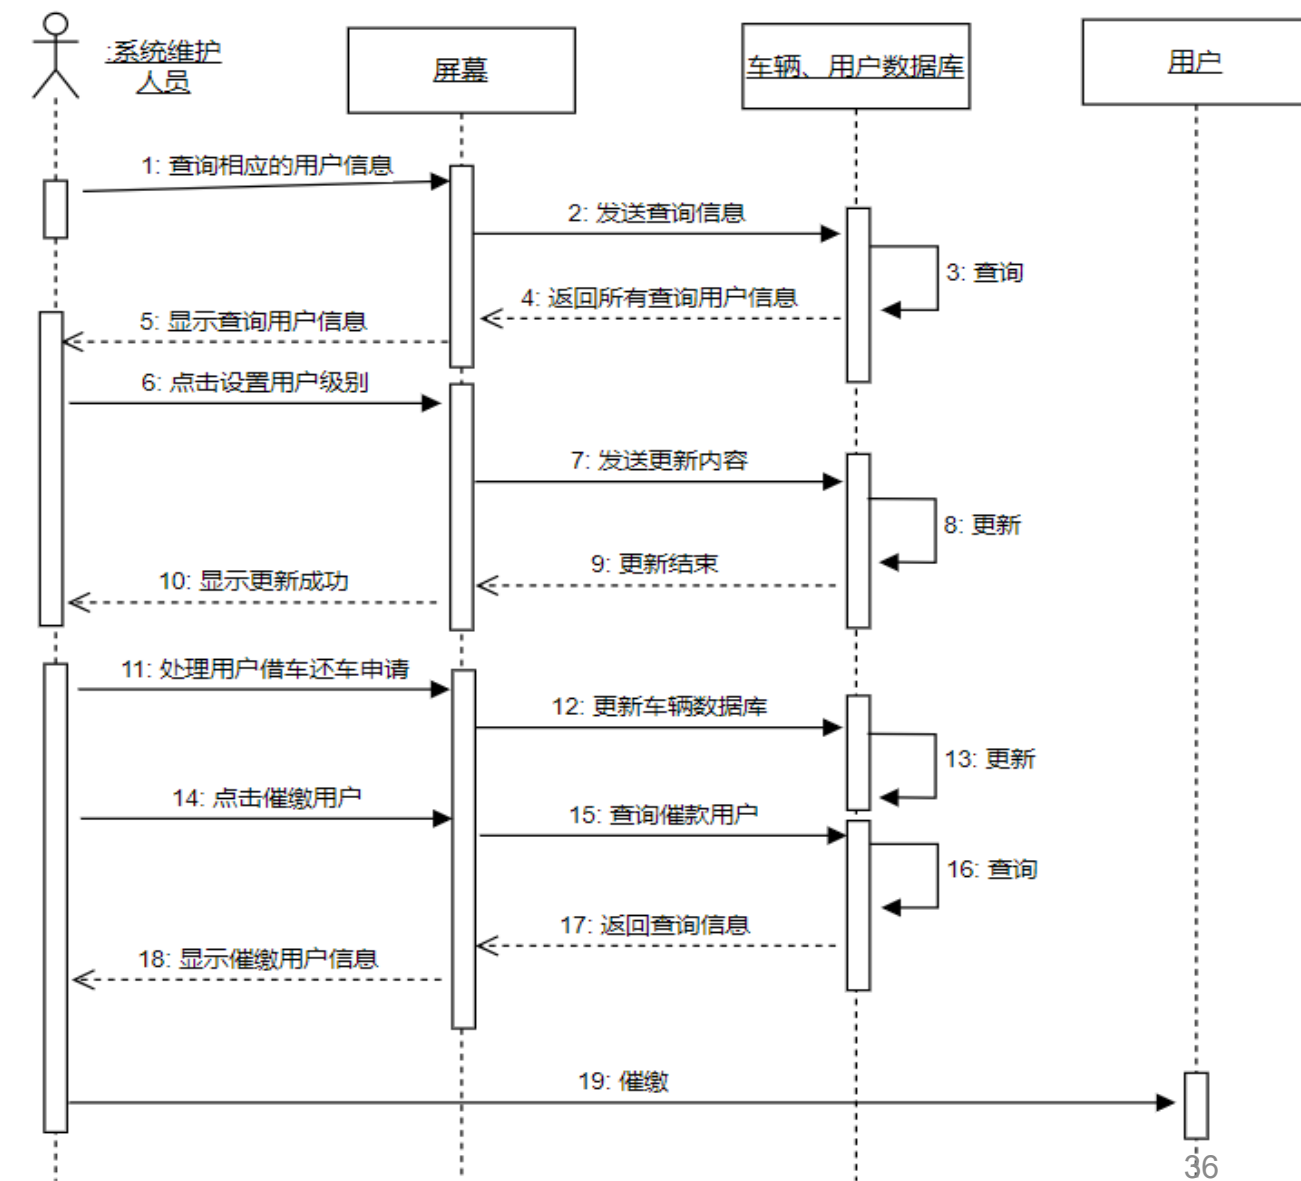 :系统维护
人员
屏幕
车辆、用户数据库
用户
1: 查询相应的用户信息
2: 发送查询信息
3: 查询
4: 返回所有查询用户信息
5: 显示查询用户信息
6: 点击设置用户级别
7: 发送更新内容
8: 更新
9: 更新结束
10: 显示更新成功
11: 处理用户借车还车申请
12: 更新车辆数据库
13: 更新
14: 点击催缴用户
15: 查询催款用户
16: 查询
17: 返回查询信息
18: 显示催缴用户信息
19: 催缴
36